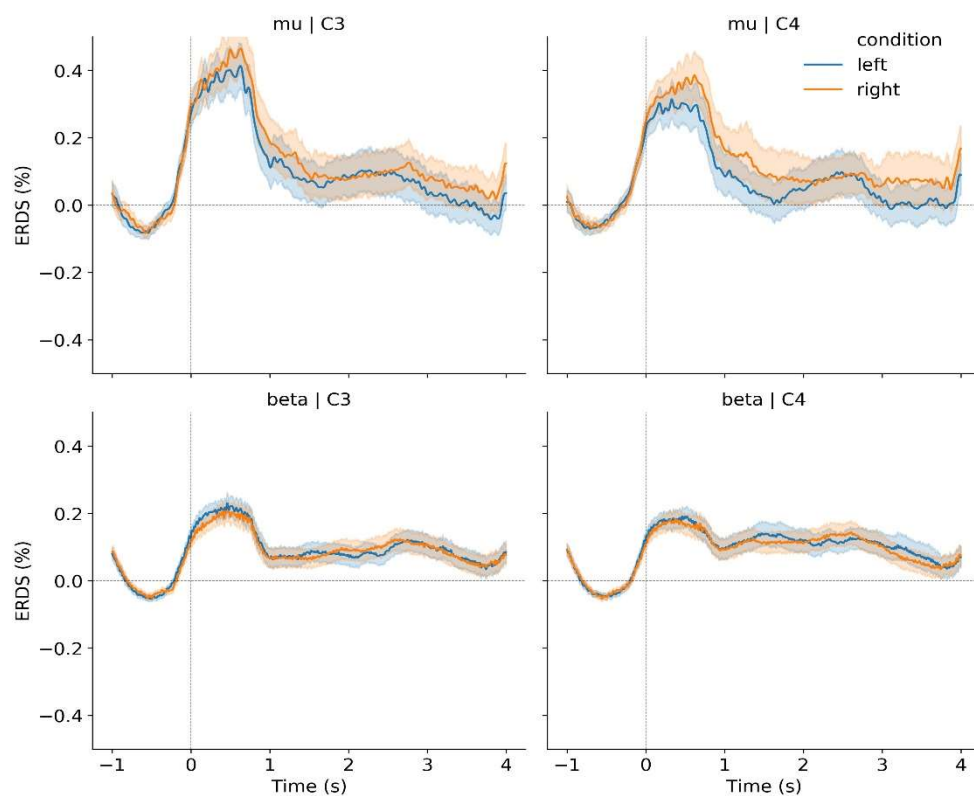 mu | C3
mu | C4
condition
left
right
ERDS (%)
0.4
0.2
0.0
−0.2
−0.4
beta | C3
beta | C4
ERDS (%)
0.4
0.2
0.0
−0.2
−0.4
−1 0 1 2 3 4
−1 0 1 2 3 4
Time (s)
Time (s)